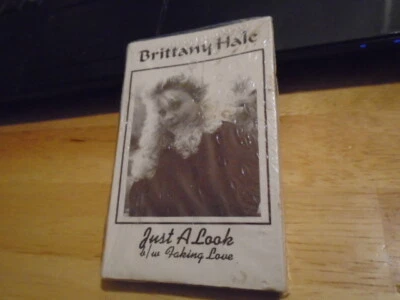 Brittany Hale
Just A Look
b/w Faking Love